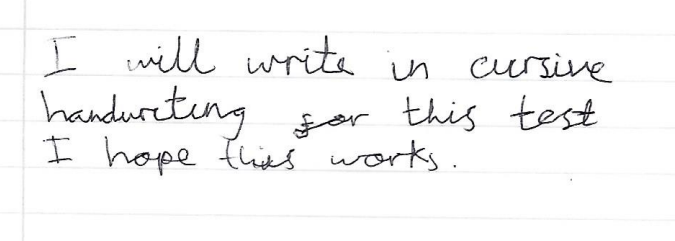 I will write in cursive
handwriting for this test
I hope this works.